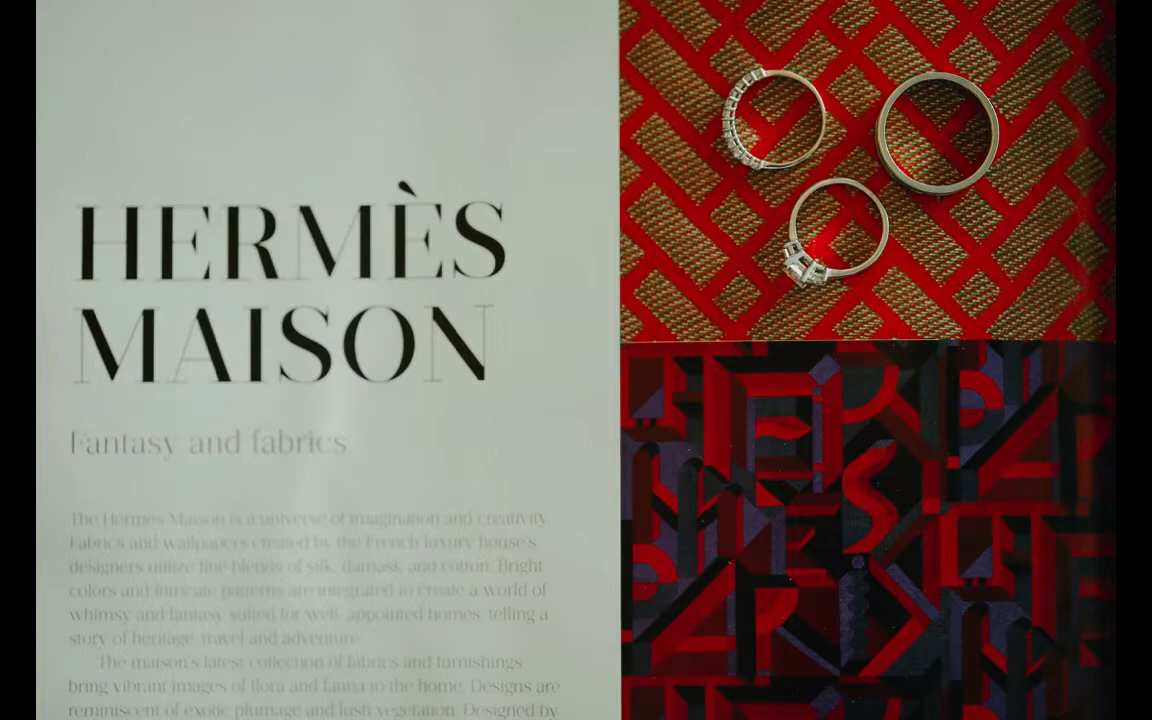 HERMÈS
MAISON
Fantasy and fabrics
The Hermès Maison is a universe of imagination and creativity.
Fabrics and wallpapers created by the French luxury house's
designers utilize fine blends of silk, damask and cotton. Bright
colors and intricate patterns are integrated to create a world of
whimsy and fantasy suited for well-appointed homes, telling a
story of heritage, travel and adventure.
The maison's latest collection of fabrics and furnishings
bring vibrant images of flora and fauna to the home. Designs are
reminiscent of exotic plumage and lush vegetation. Designed by